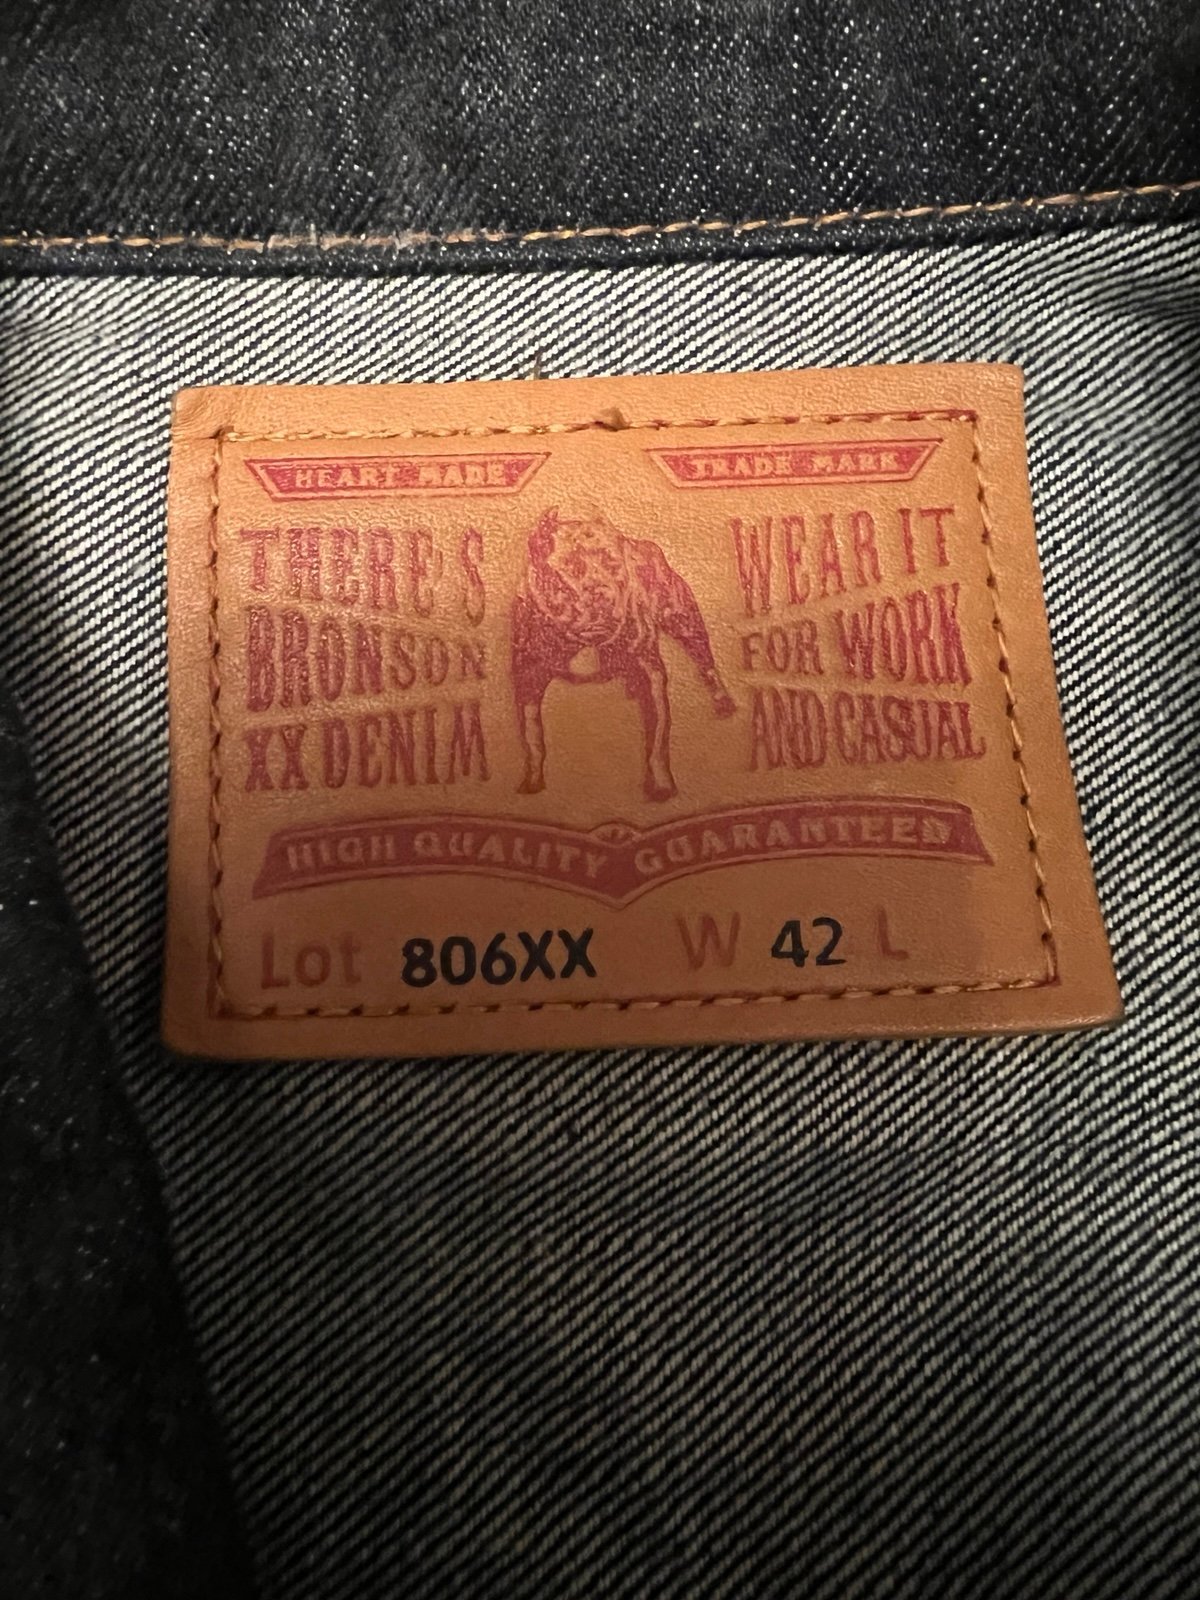 HEART MADE
TRADE MARK
THERE'S
BRONSON
XX DENIM
WEAR IT
FOR WORK
AND CASUAL
HIGH QUALITY GUARANTEED
Lot 806XX W 42 L